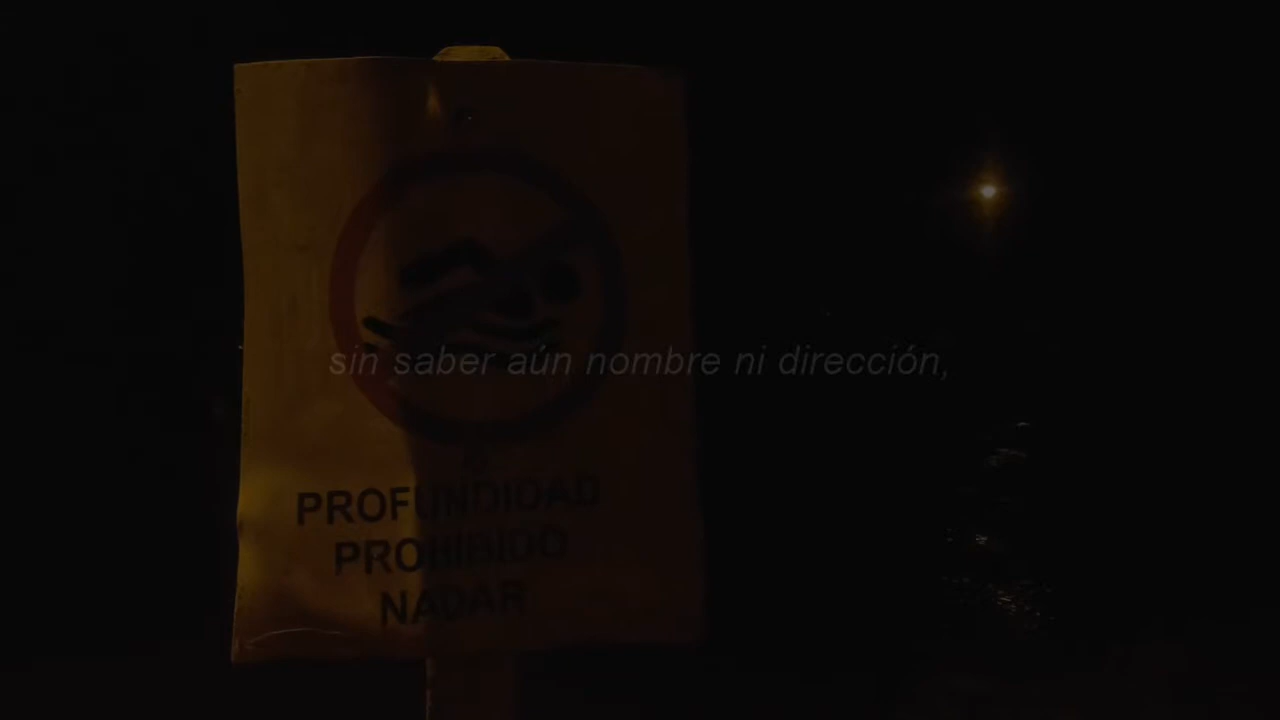 sin saber aún nombre ni dirección,
PROFUNDIDAD
PROHIBIDO
NADAR